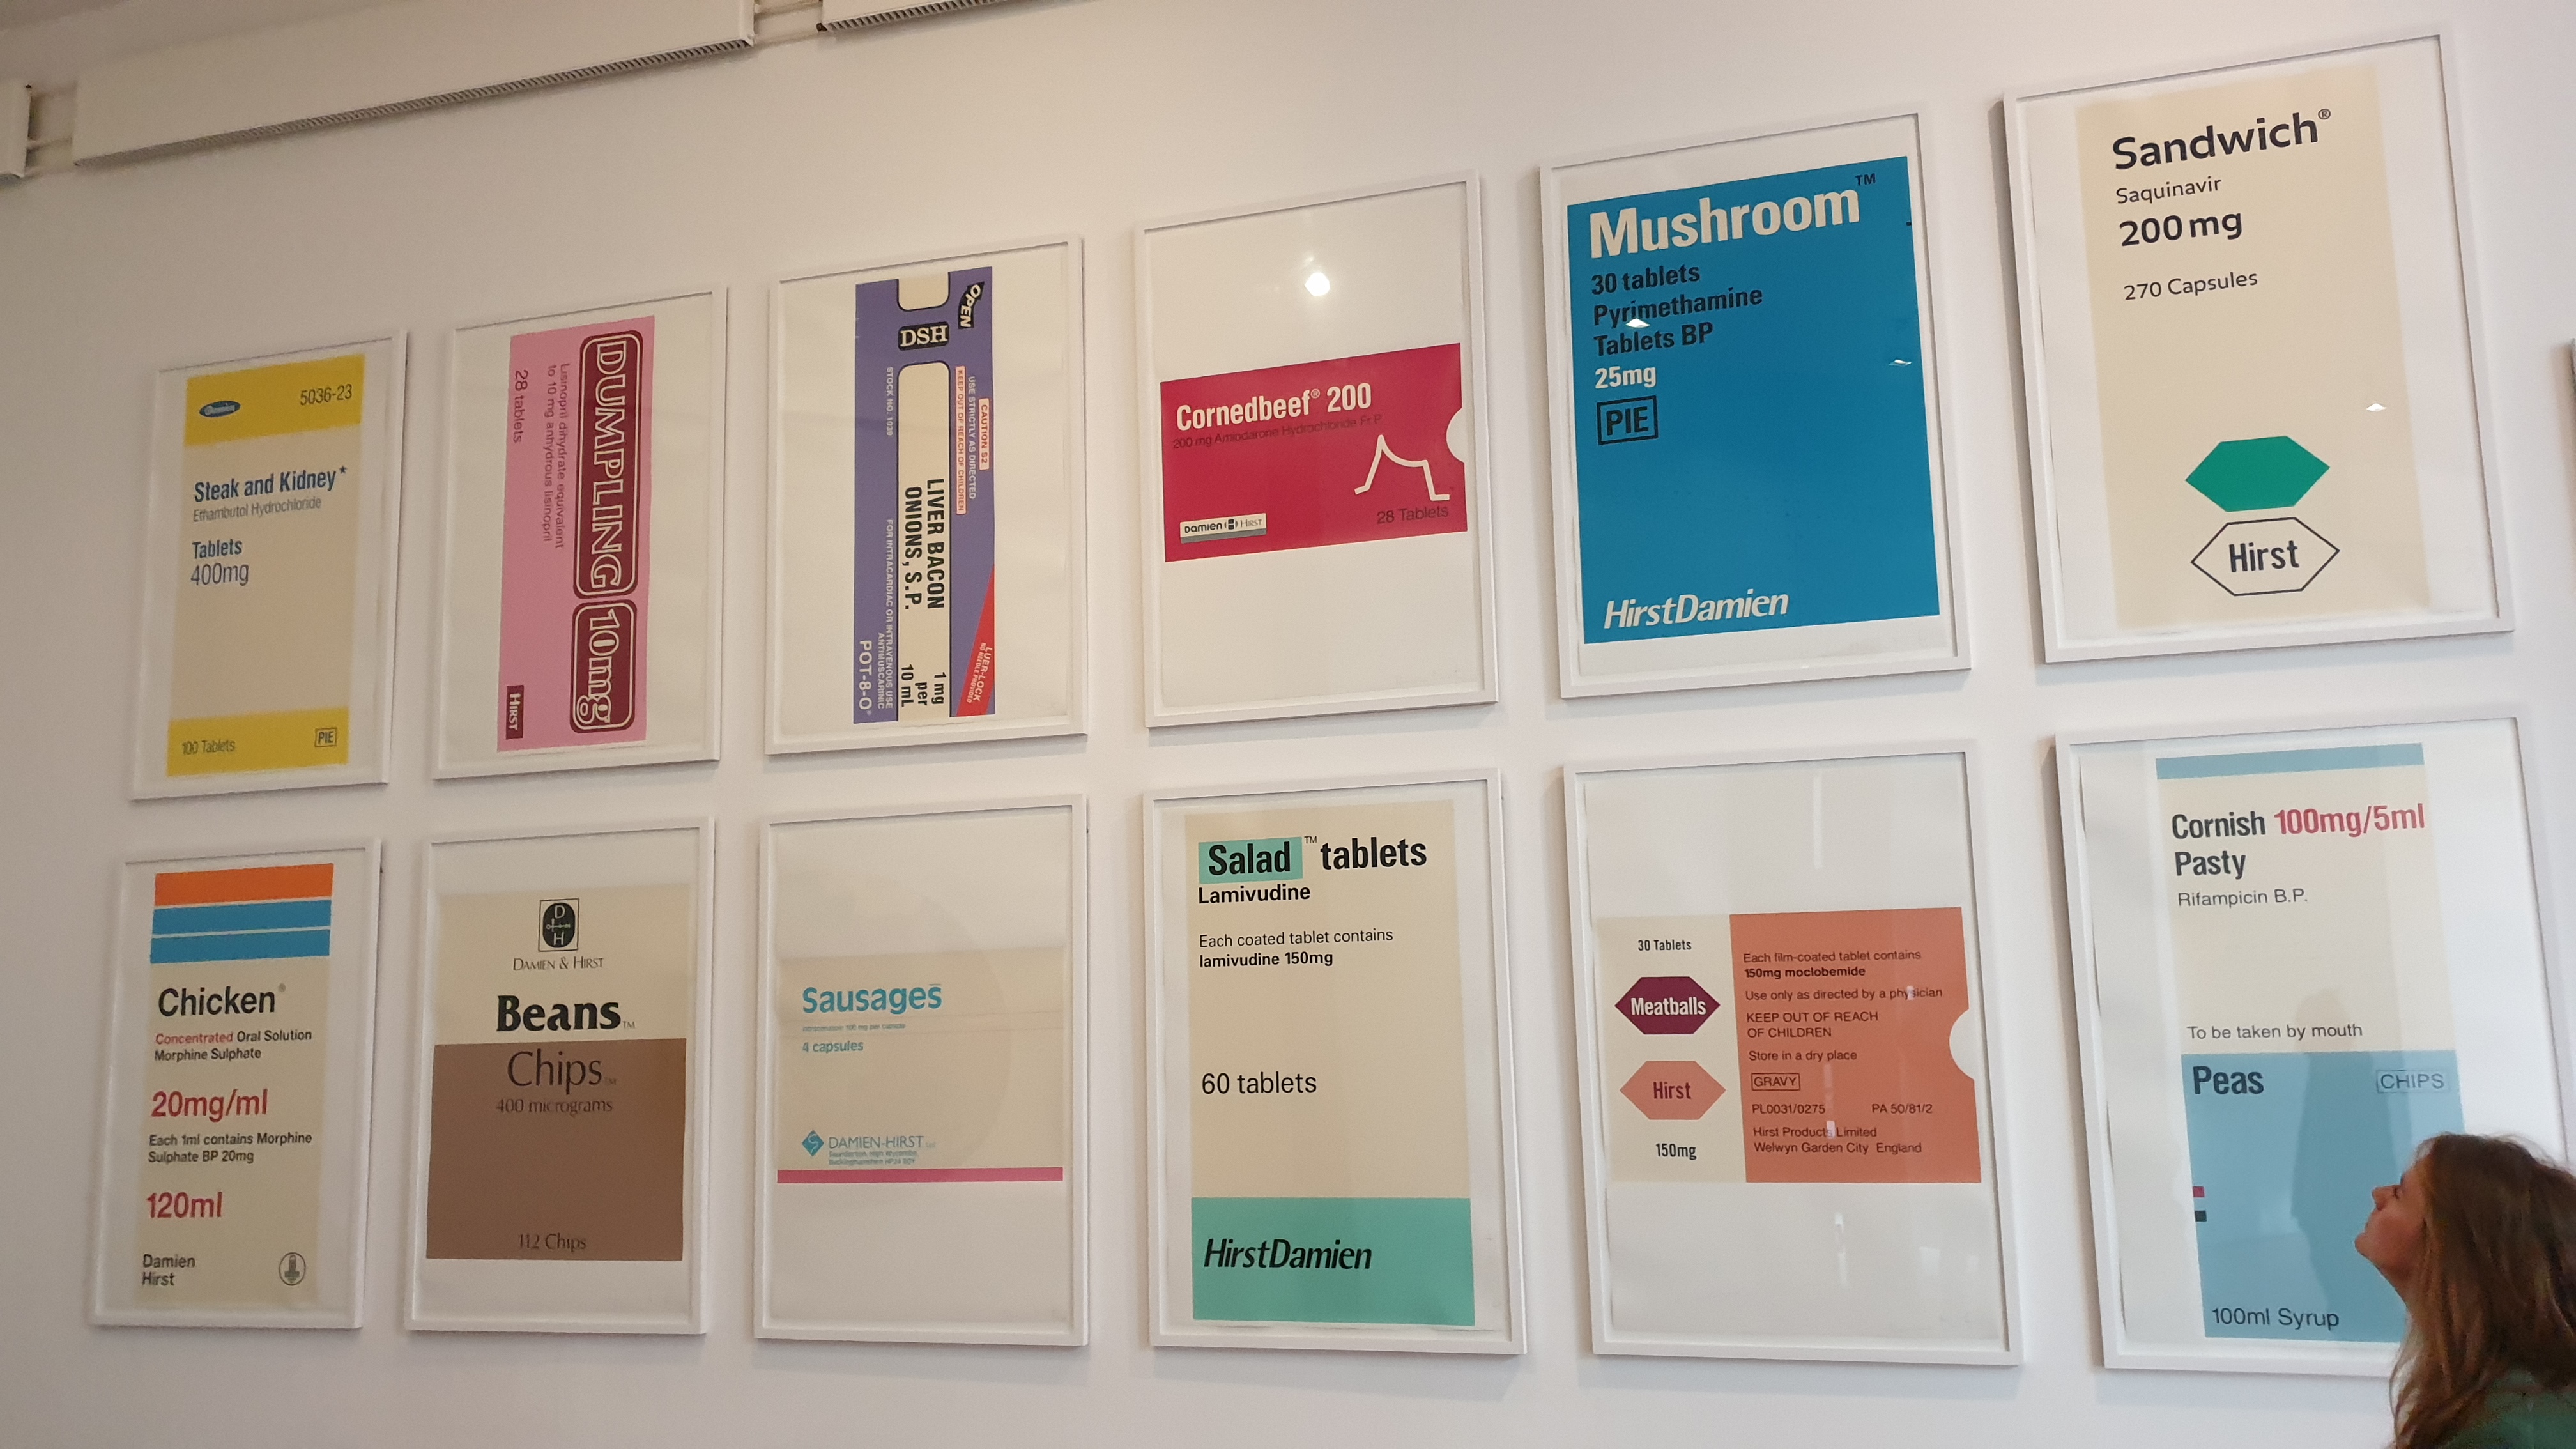 5036-23
Steak and Kidney*
Ethambutol Hydrochloride
Tablets
400mg
100 Tablets
PIE
DUMPLING 10mg
Lisinopril dihydrate equivalent
to 10 mg anhydrous lisinopril
28 tablets
HIRST
OPEN
DSH
CAUTION S2
USE STRICTLY AS DIRECTED
KEEP OUT OF REACH OF CHILDREN
LIVER BACON
ONIONS, S.P.
1 mg
per
10 mL
LUER-LOCK
STOCK NO. 1039
FOR INTRACARDIAC OR INTRAVENOUS USE
ANTIMUSCARINIC
POT-8-O®
Cornedbeef® 200
200 mg Amiodarone Hydrochloride Fr P
Damien H HIRST
28 Tablets
Mushroom™
30 tablets
Pyrimethamine
Tablets BP
25mg
PIE
HirstDamien
Sandwich®
Saquinavir
200 mg
270 Capsules
Hirst
Chicken®
Concentrated Oral Solution
Morphine Sulphate
20mg/ml
Each 1ml contains Morphine
Sulphate BP 20mg
120ml
Damien
Hirst
D
H
DAMIEN & HIRST
Beans™
Chips™
400 micrograms
112 Chips
Sausages
4 capsules
DAMIEN-HIRST
Salad™ tablets
Lamivudine
Each coated tablet contains
lamivudine 150mg
60 tablets
HirstDamien
30 Tablets
Meatballs
Hirst
150mg
Each film-coated tablet contains
150mg moclobemide
Use only as directed by a physician
KEEP OUT OF REACH
OF CHILDREN
Store in a dry place
GRAVY
PL0031/0275 PA 50/81/2
Hirst Products Limited
Welwyn Garden City England
Cornish 100mg/5ml
Pasty
Rifampicin B.P.
To be taken by mouth
Peas CHIPS
100ml Syrup